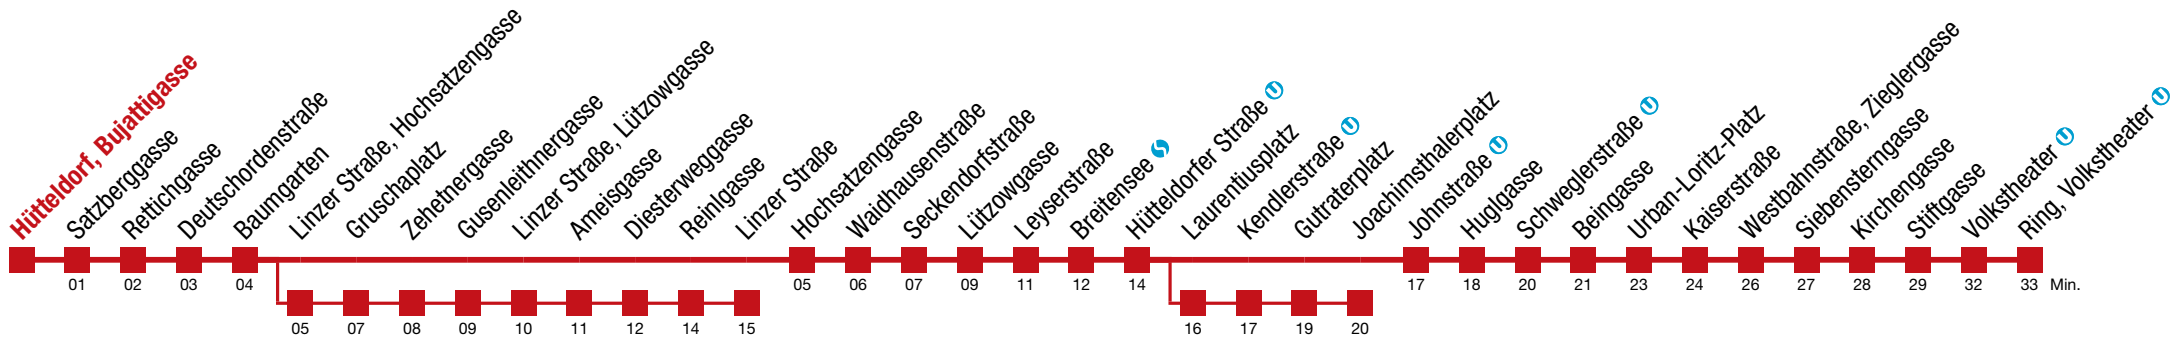 Hütteldorf, Bujattigasse
Satzberggasse
Rettichgasse
Deutschordenstraße
Baumgarten
Linzer Straße, Hochsatzengasse
Gruschaplatz
Zehetnergasse
Gusenleithnergasse
Linzer Straße, Lützowgasse
Ameisgasse
Diesterweggasse
Reinlgasse
Linzer Straße
Hochsatzengasse
Waidhausenstraße
Seckendorfstraße
Lützowgasse
Leyserstraße
Breitensee
Hütteldorfer Straße U
Laurentiusplatz
Kendlerstraße U
Gutraterplatz
Joachimsthalerplatz
Johnstraße U
Huglgasse
Schweglerstraße U
Beingasse
Urban-Loritz-Platz
Kaiserstraße
Westbahnstraße, Zieglergasse
Siebensterngasse
Kirchengasse
Stiftgasse
Volkstheater U
Ring, Volkstheater U
01 02 03 04 05 06 07 09 11 12 14 17 18 20 21 23 24 26 27 28 29 32 33 Min.
05 07 08 09 10 11 12 14 15 16 17 19 20